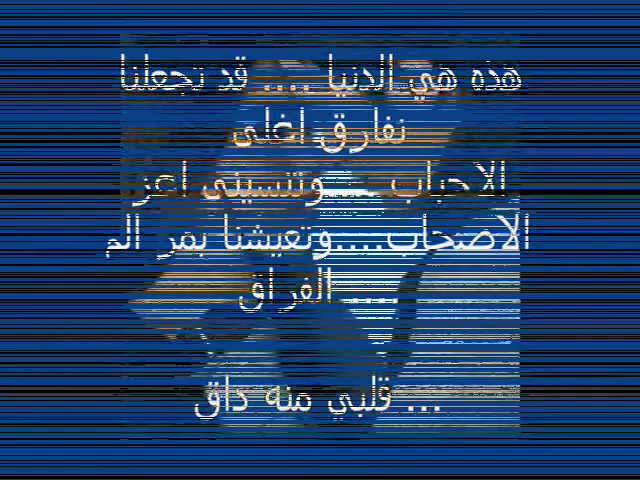 هذه هي الدنيا .... قد تجعلنا
نفارق اغلى
الاحباب ....وتنسينى اعز
الاصحاب....وتعيشنا بمر الم
الفراق ....
... قلبي منه داق